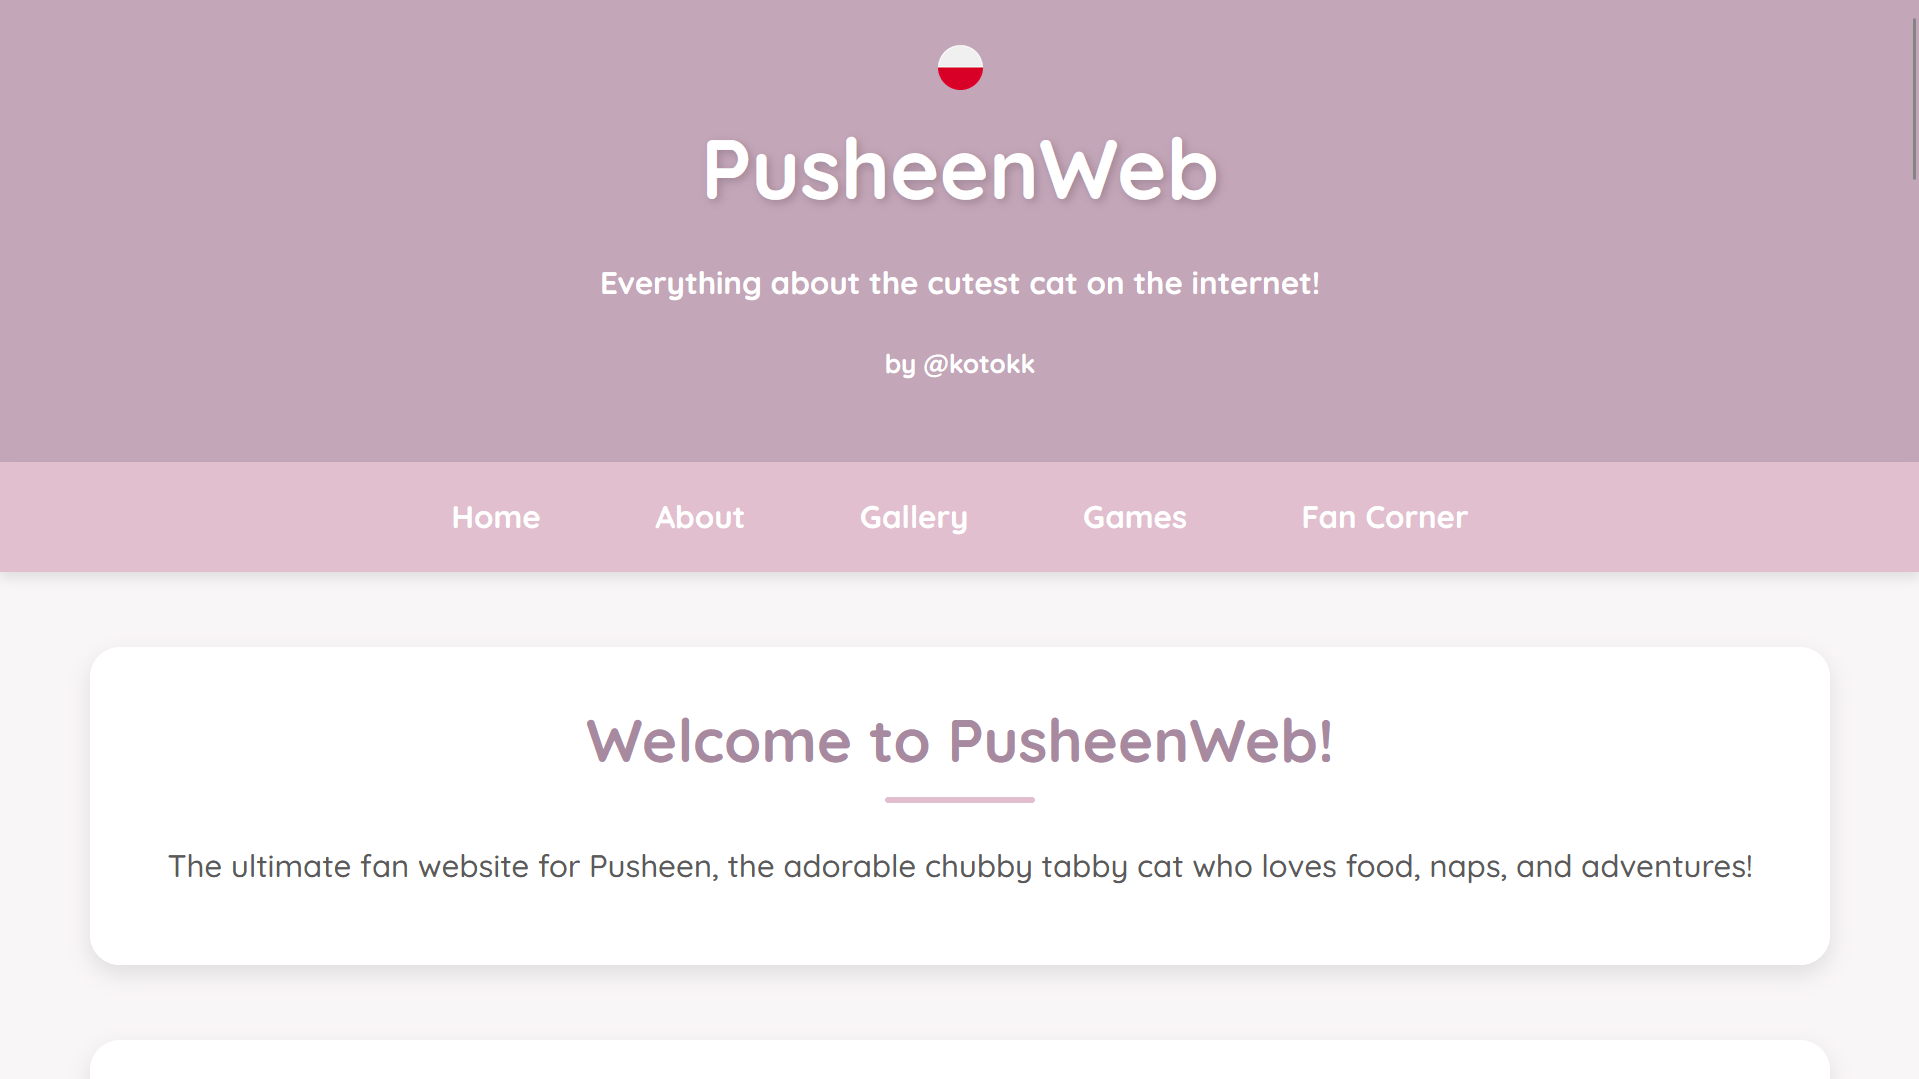 PusheenWeb
Everything about the cutest cat on the internet!
by @kotokk
Home About Gallery Games Fan Corner
Welcome to PusheenWeb!
The ultimate fan website for Pusheen, the adorable chubby tabby cat who loves food, naps, and adventures!